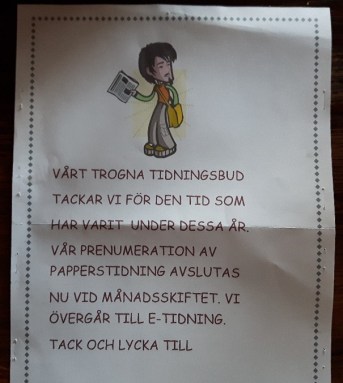 VÅRT TROGNA TIDNINGSBUD
TACKAR VI FÖR DEN TID SOM
HAR VARIT UNDER DESSA ÅR.
VÅR PRENUMERATION AV
PAPPERSTIDNING AVSLUTAS
NU VID MÅNADSSKIFTET. VI
ÖVERGÅR TILL E-TIDNING.
TACK OCH LYCKA TILL